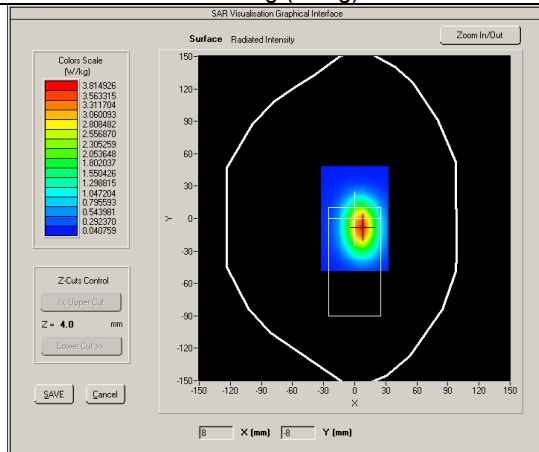 SAR Visualisation Graphical Interface
Surface Radiated Intensity
Zoom In/Out
Colors Scale
(W/kg)
3.814926
3.563315
3.311704
3.060093
2.808482
2.556870
2.305259
2.053648
1.802037
1.550426
1.298815
1.047204
0.795593
0.543981
0.292370
0.040759
Z-Cuts Control
<< Upper Cut
Z = 4.0 mm
Lower Cut >>
SAVE Cancel
150
120
90
60
30
0
-30
-60
-90
-120
-150
Y
-150 -120 -90 -60 -30 0 30 60 90 120 150
X
8 X (mm) -8 Y (mm)